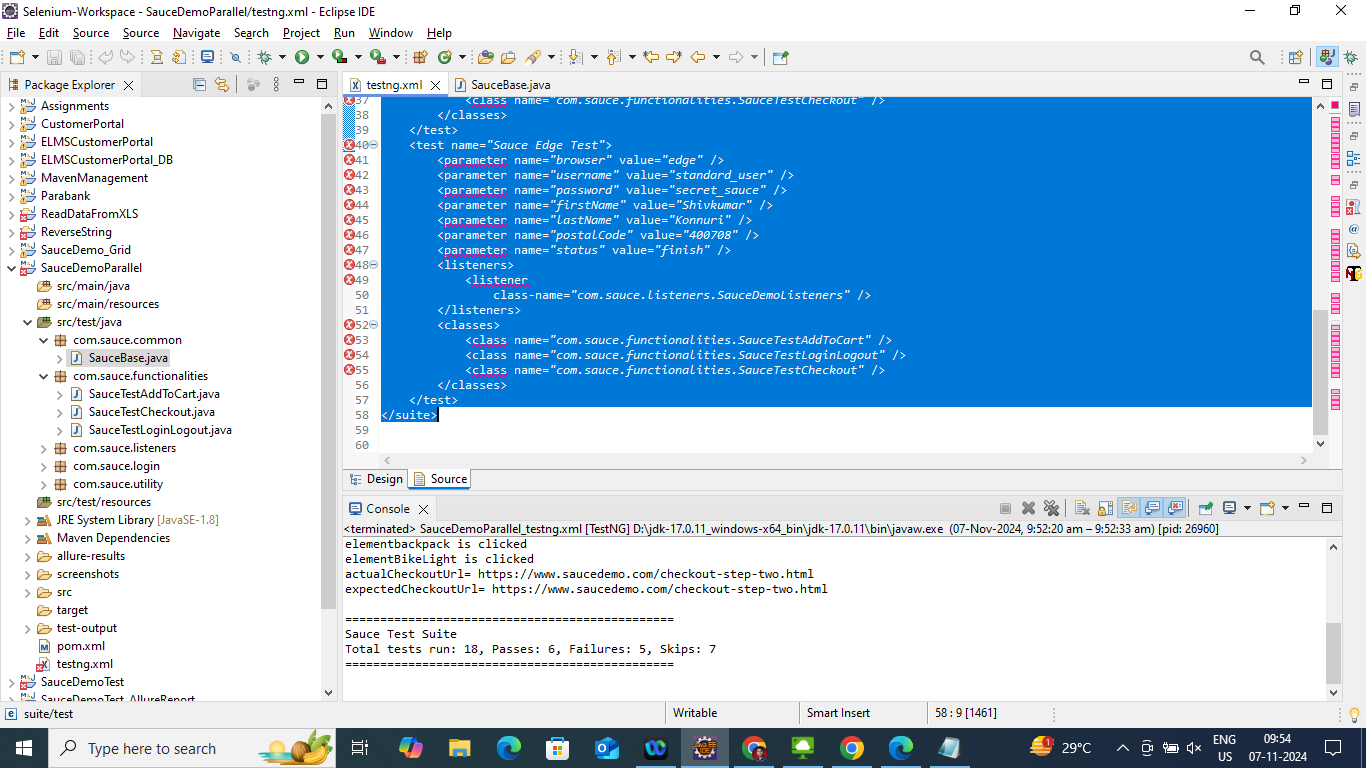 Selenium-Workspace - SauceDemoParallel/testng.xml - Eclipse IDE
File Edit Source Source Navigate Search Project Run Window Help
Package Explorer
Assignments
CustomerPortal
ELMSCustomerPortal
ELMSCustomerPortal_DB
MavenManagement
Parabank
ReadDataFromXLS
ReverseString
SauceDemo_Grid
SauceDemoParallel
src/main/java
src/main/resources
src/test/java
com.sauce.common
SauceBase.java
com.sauce.functionalities
SauceTestAddToCart.java
SauceTestCheckout.java
SauceTestLoginLogout.java
com.sauce.listeners
com.sauce.login
com.sauce.utility
src/test/resources
JRE System Library [JavaSE-1.8]
Maven Dependencies
allure-results
screenshots
src
target
test-output
pom.xml
testng.xml
SauceDemoTest
SauceDemoTest_AllureReport
testng.xml SauceBase.java
37 <class name="com.sauce.functionalities.SauceTestCheckout" />
38 </classes>
39 </test>
40 <test name="Sauce Edge Test">
41 <parameter name="browser" value="edge" />
42 <parameter name="username" value="standard_user" />
43 <parameter name="password" value="secret_sauce" />
44 <parameter name="firstName" value="Shivkumar" />
45 <parameter name="lastName" value="Konnuri" />
46 <parameter name="postalCode" value="400708" />
47 <parameter name="status" value="finish" />
48 <listeners>
49 <listener
50 class-name="com.sauce.listeners.SauceDemoListeners" />
51 </listeners>
52 <classes>
53 <class name="com.sauce.functionalities.SauceTestAddToCart" />
54 <class name="com.sauce.functionalities.SauceTestLoginLogout" />
55 <class name="com.sauce.functionalities.SauceTestCheckout" />
56 </classes>
57 </test>
58 </suite>
59
60
Design Source
Console
<terminated> SauceDemoParallel_testng.xml [TestNG] D:\jdk-17.0.11_windows-x64_bin\jdk-17.0.11\bin\javaw.exe (07-Nov-2024, 9:52:20 am – 9:52:33 am) [pid: 26960]
elementbackpack is clicked
elementBikeLight is clicked
actualCheckoutUrl= https://www.saucedemo.com/checkout-step-two.html
expectedCheckoutUrl= https://www.saucedemo.com/checkout-step-two.html
===============================================
Sauce Test Suite
Total tests run: 18, Passes: 6, Failures: 5, Skips: 7
===============================================
suite/test Writable Smart Insert 58 : 9 [1461]
Type here to search
29°C
ENG
US
09:54
07-11-2024